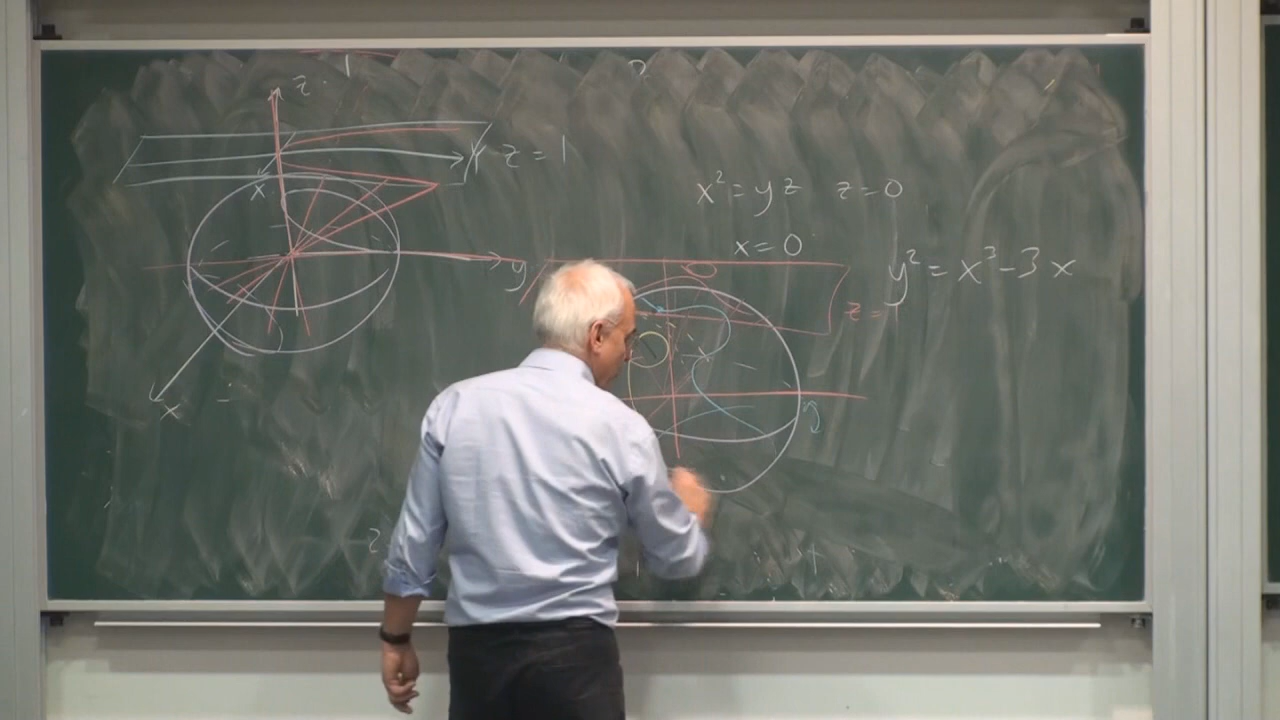 z
z = 1
x
y
x
x² = yz z = 0
x = 0
y² = x³ - 3x
z = 1